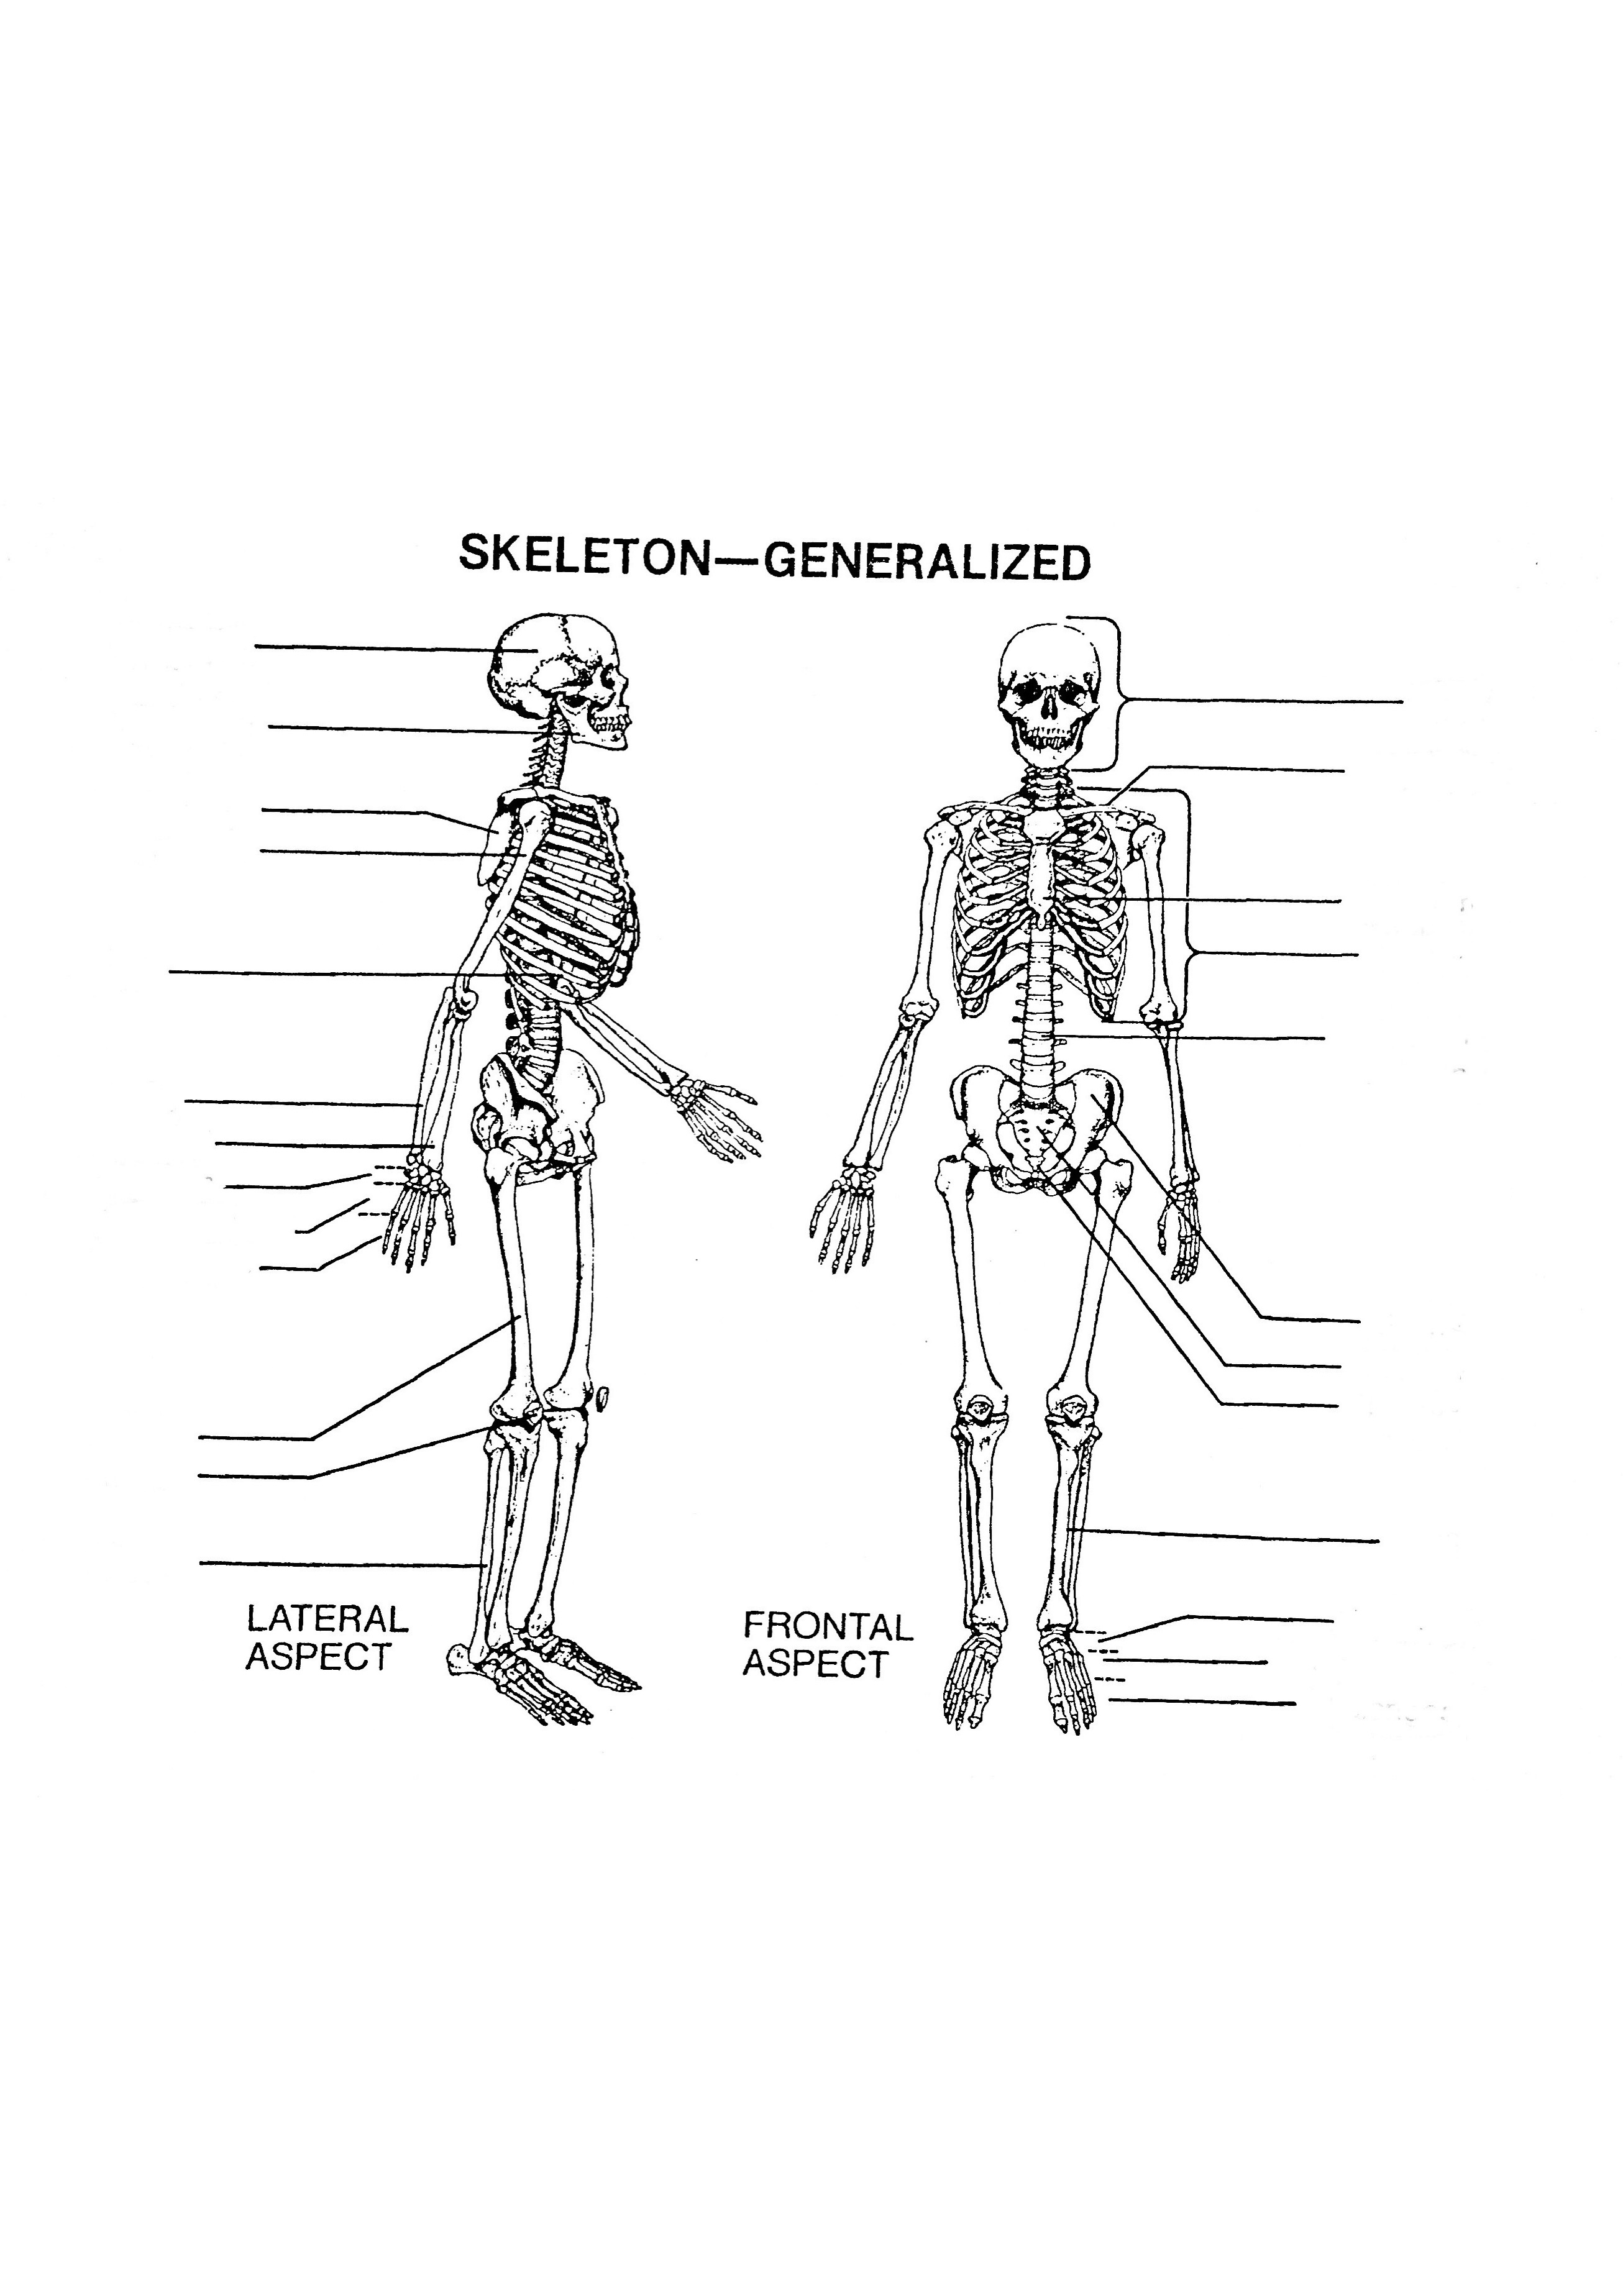 SKELETON—GENERALIZED
LATERAL
ASPECT
FRONTAL
ASPECT